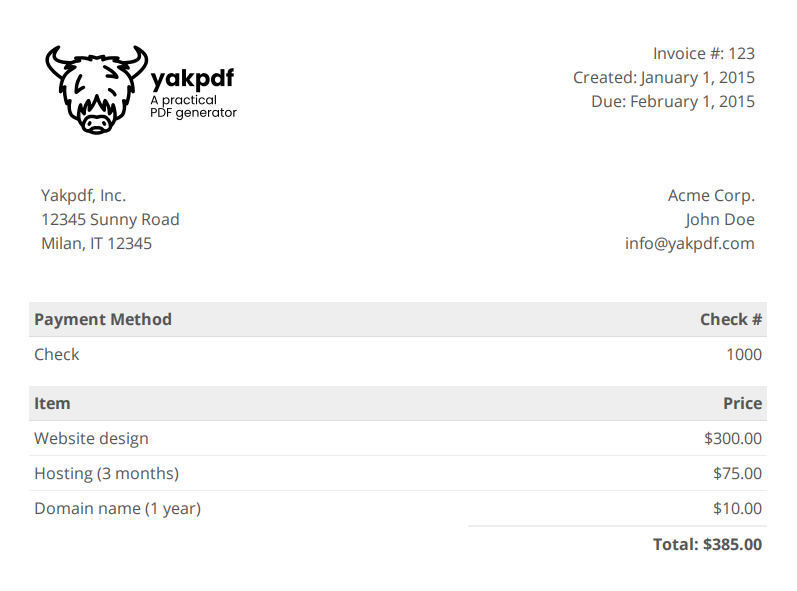 yakpdf
A practical
PDF generator
Invoice #: 123
Created: January 1, 2015
Due: February 1, 2015
Yakpdf, Inc.
12345 Sunny Road
Milan, IT 12345
Acme Corp.
John Doe
info@yakpdf.com
Payment Method Check #
Check 1000
Item Price
Website design $300.00
Hosting (3 months) $75.00
Domain name (1 year) $10.00
Total: $385.00